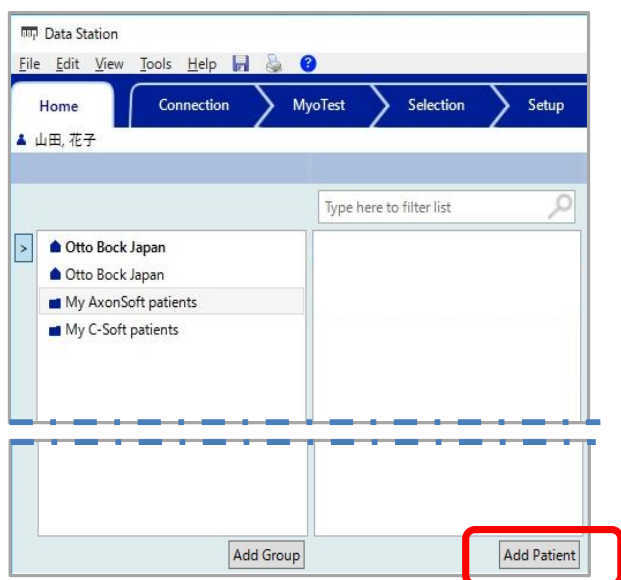 Data Station
File Edit View Tools Help
Home Connection MyoTest Selection Setup
山田, 花子
Type here to filter list
>
Otto Bock Japan
Otto Bock Japan
My AxonSoft patients
My C-Soft patients
Add Group Add Patient